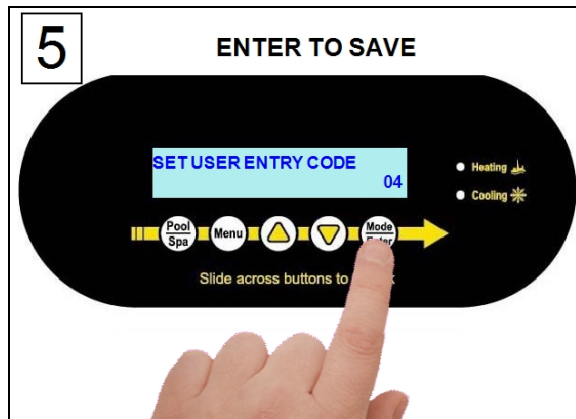 5
ENTER TO SAVE
SET USER ENTRY CODE
04
Heating
Cooling
Pool Spa Menu Mode
Slide across buttons to